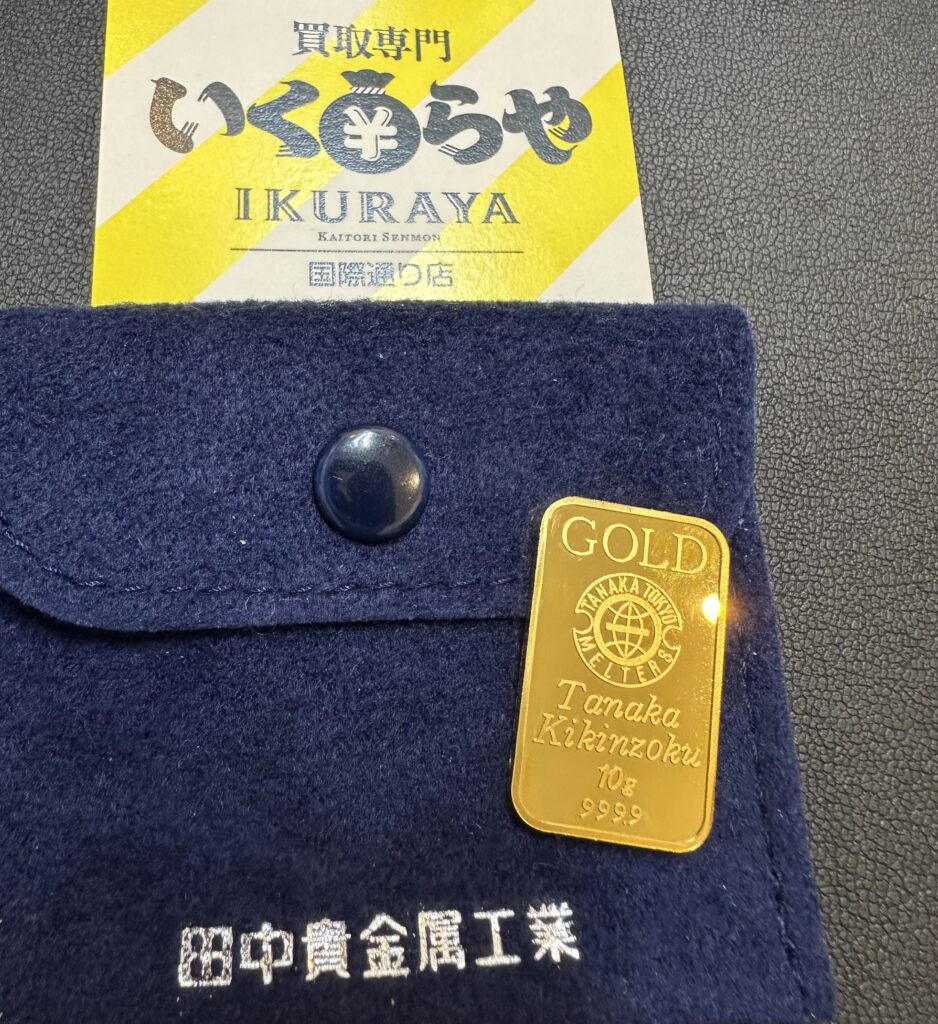 買取専門
いくらや
IKURAYA
KAITORI SENMON
国際通り店
GOLD
TANAKA TOKYO
MELTERS
Tanaka
Kikinzoku
10g
999.9
田中貴金属工業